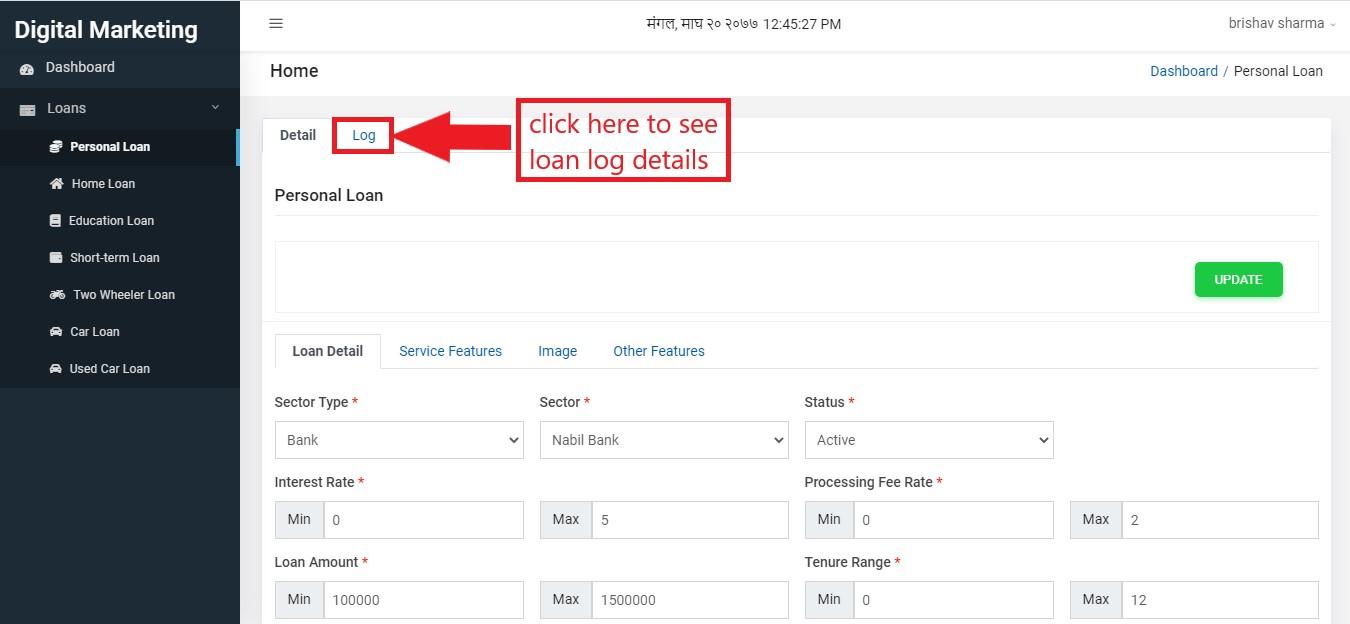 Digital Marketing
Dashboard
Loans
Personal Loan
Home Loan
Education Loan
Short-term Loan
Two Wheeler Loan
Car Loan
Used Car Loan
मंगल, माघ २० २०७७ 12:45:27 PM
brishav sharma
Home
Dashboard / Personal Loan
Detail Log
click here to see
loan log details
Personal Loan
UPDATE
Loan Detail Service Features Image Other Features
Sector Type * Sector * Status *
Bank Nabil Bank Active
Interest Rate * Processing Fee Rate *
Min 0 Max 5 Min 0 Max 2
Loan Amount * Tenure Range *
Min 100000 Max 1500000 Min 0 Max 12